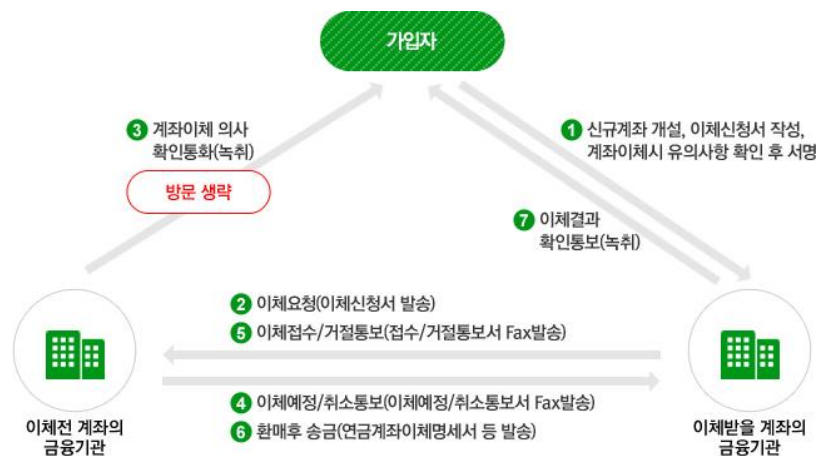 가입자
3 계좌이체 의사
확인통화(녹취)
방문 생략
1 신규계좌 개설, 이체신청서 작성,
계좌이체시 유의사항 확인 후 서명
7 이체결과
확인통보(녹취)
2 이체요청(이체신청서 발송)
5 이체접수/거절통보(접수/거절통보서 Fax발송)
4 이체예정/취소통보(이체예정/취소통보서 Fax발송)
6 환매후 송금(연금계좌이체명세서 등 발송)
이체전 계좌의
금융기관
이체받을 계좌의
금융기관